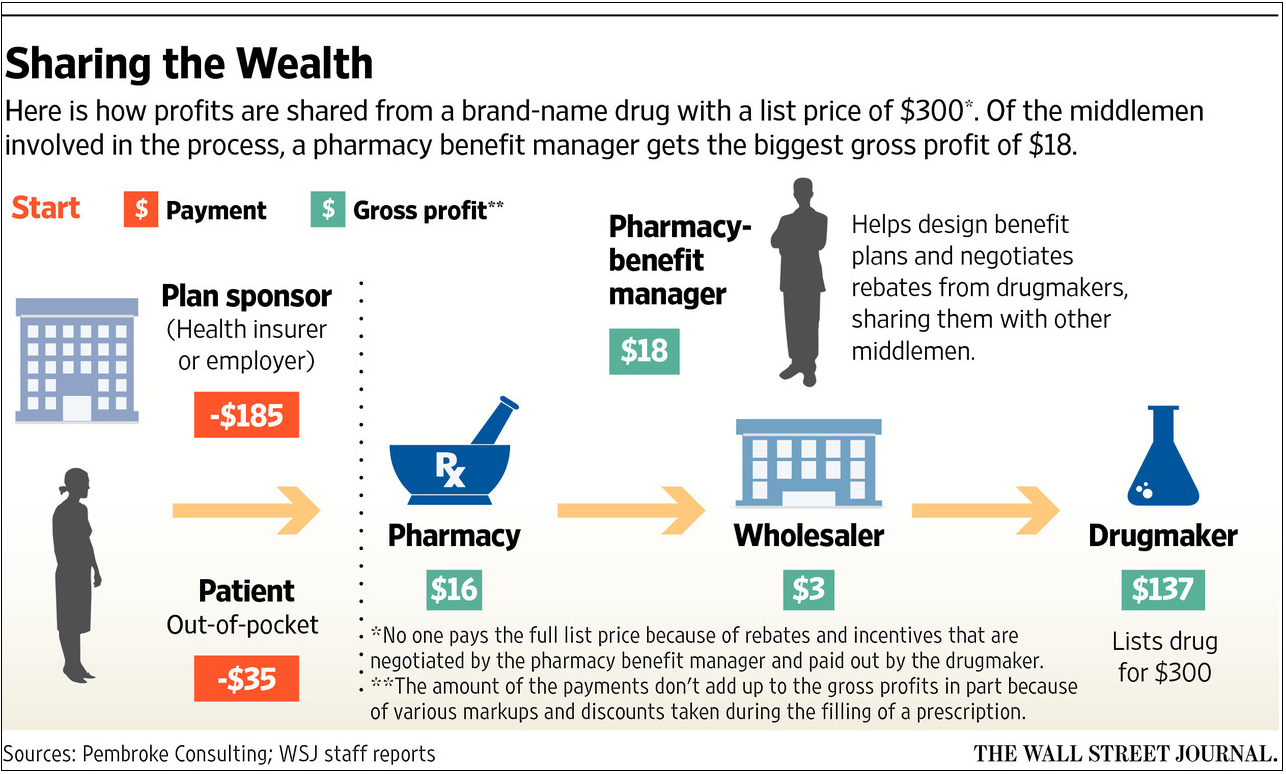 Sharing the Wealth
Here is how profits are shared from a brand-name drug with a list price of $300*. Of the middlemen
involved in the process, a pharmacy benefit manager gets the biggest gross profit of $18.
Start
$ Payment
$ Gross profit**
Plan sponsor
(Health insurer
or employer)
-$185
Patient
Out-of-pocket
-$35
Pharmacy-
benefit
manager
$18
Helps design benefit
plans and negotiates
rebates from drugmakers,
sharing them with other
middlemen.
Rx
Pharmacy
$16
Wholesaler
$3
Drugmaker
$137
Lists drug
for $300
*No one pays the full list price because of rebates and incentives that are
negotiated by the pharmacy benefit manager and paid out by the drugmaker.
**The amount of the payments don’t add up to the gross profits in part because
of various markups and discounts taken during the filling of a prescription.
Sources: Pembroke Consulting; WSJ staff reports
THE WALL STREET JOURNAL.